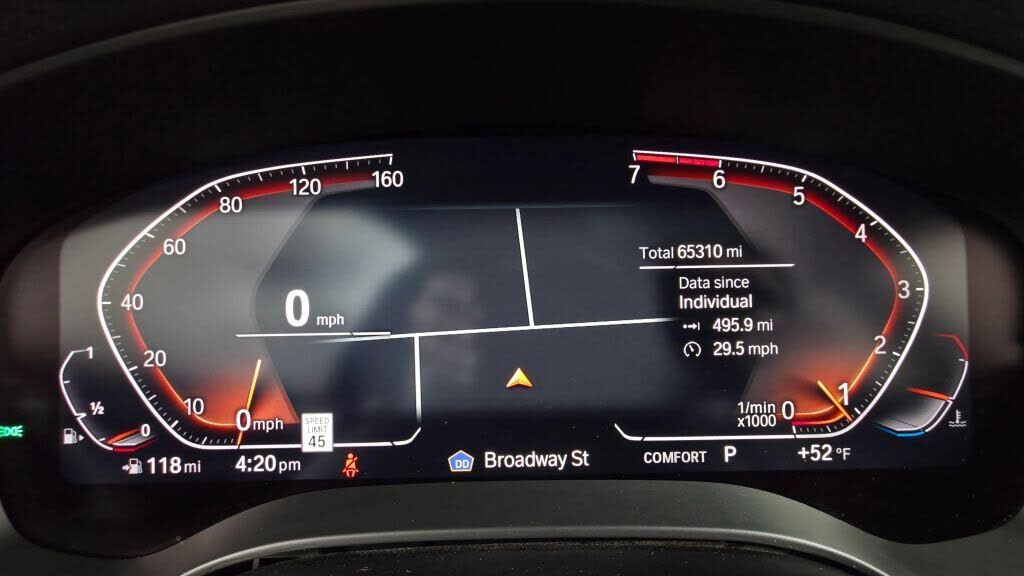 160
120
80
60
40
20
10
0 mph
0 mph
1
½
0
118 mi
4:20 pm
SPEED
LIMIT
45
DD
Broadway St
Total 65310 mi
Data since
Individual
495.9 mi
29.5 mph
7
6
5
4
3
2
1
0
1/min
x1000
COMFORT P
+52 °F